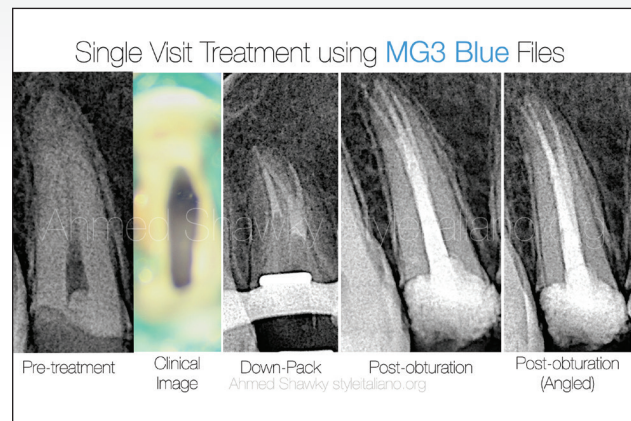 Single Visit Treatment using MG3 Blue Files
Ahmed Shawky styleitaliano.org
Pre-treatment
Clinical
Image
Down-Pack
Post-obturation
Post-obturation
(Angled)
Ahmed Shawky styleitaliano.org